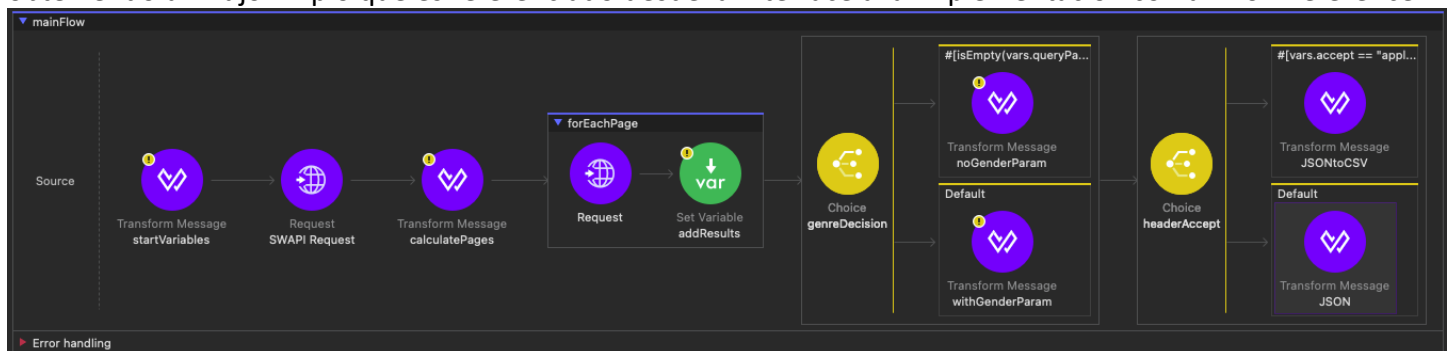 mainFlow
Source
Transform Message
startVariables
Request
SWAPI Request
Transform Message
calculatePages
forEachPage
Request
var
Set Variable
addResults
Choice
genreDecision
#[isEmpty(vars.queryPa...
Transform Message
noGenderParam
Default
Transform Message
withGenderParam
Choice
headerAccept
#[vars.accept == "appl...
Transform Message
JSONtoCSV
Default
Transform Message
JSON
Error handling